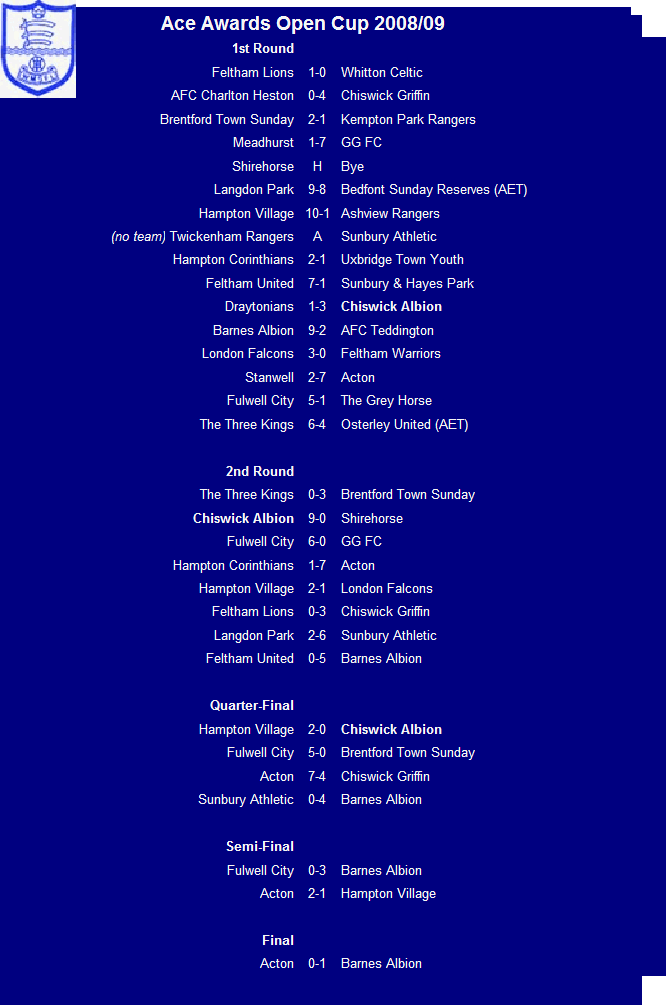 Ace Awards Open Cup 2008/09
1st Round
Feltham Lions 1-0 Whitton Celtic
AFC Charlton Heston 0-4 Chiswick Griffin
Brentford Town Sunday 2-1 Kempton Park Rangers
Meadhurst 1-7 GG FC
Shirehorse H Bye
Langdon Park 9-8 Bedfont Sunday Reserves (AET)
Hampton Village 10-1 Ashview Rangers
(no team) Twickenham Rangers A Sunbury Athletic
Hampton Corinthians 2-1 Uxbridge Town Youth
Feltham United 7-1 Sunbury & Hayes Park
Draytonians 1-3 Chiswick Albion
Barnes Albion 9-2 AFC Teddington
London Falcons 3-0 Feltham Warriors
Stanwell 2-7 Acton
Fulwell City 5-1 The Grey Horse
The Three Kings 6-4 Osterley United (AET)
2nd Round
The Three Kings 0-3 Brentford Town Sunday
Chiswick Albion 9-0 Shirehorse
Fulwell City 6-0 GG FC
Hampton Corinthians 1-7 Acton
Hampton Village 2-1 London Falcons
Feltham Lions 0-3 Chiswick Griffin
Langdon Park 2-6 Sunbury Athletic
Feltham United 0-5 Barnes Albion
Quarter-Final
Hampton Village 2-0 Chiswick Albion
Fulwell City 5-0 Brentford Town Sunday
Acton 7-4 Chiswick Griffin
Sunbury Athletic 0-4 Barnes Albion
Semi-Final
Fulwell City 0-3 Barnes Albion
Acton 2-1 Hampton Village
Final
Acton 0-1 Barnes Albion